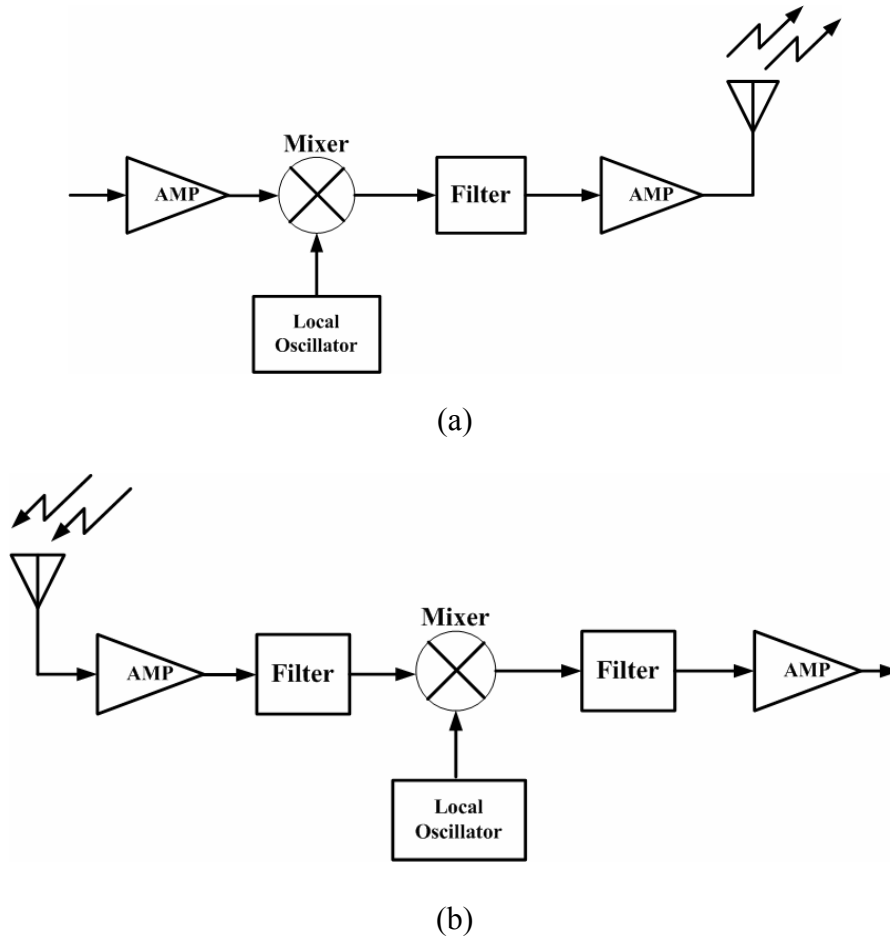 Mixer
AMP
Filter
AMP
Local
Oscillator
(a)
Mixer
AMP
Filter
Filter
AMP
Local
Oscillator
(b)